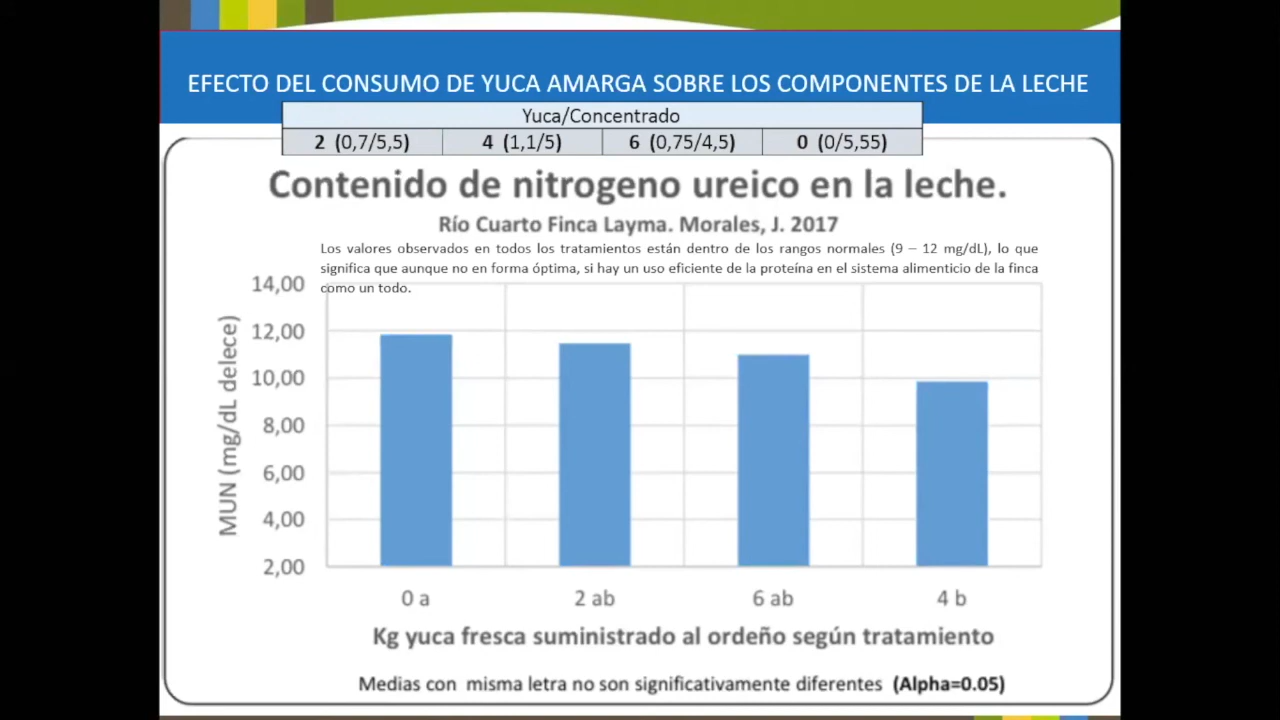 EFECTO DEL CONSUMO DE YUCA AMARGA SOBRE LOS COMPONENTES DE LA LECHE
Yuca/Concentrado
2 (0,7/5,5) 4 (1,1/5) 6 (0,75/4,5) 0 (0/5,55)
Contenido de nitrogeno ureico en la leche.
Río Cuarto Finca Layma. Morales, J. 2017
Los valores observados en todos los tratamientos están dentro de los rangos normales (9 – 12 mg/dL), lo que
significa que aunque no en forma óptima, si hay un uso eficiente de la proteína en el sistema alimenticio de la finca
como un todo.
MUN (mg/dL delece)
14,00
12,00
10,00
8,00
6,00
4,00
2,00
0 a 2 ab 6 ab 4 b
Kg yuca fresca suministrado al ordeño según tratamiento
Medias con misma letra no son significativamente diferentes (Alpha=0.05)